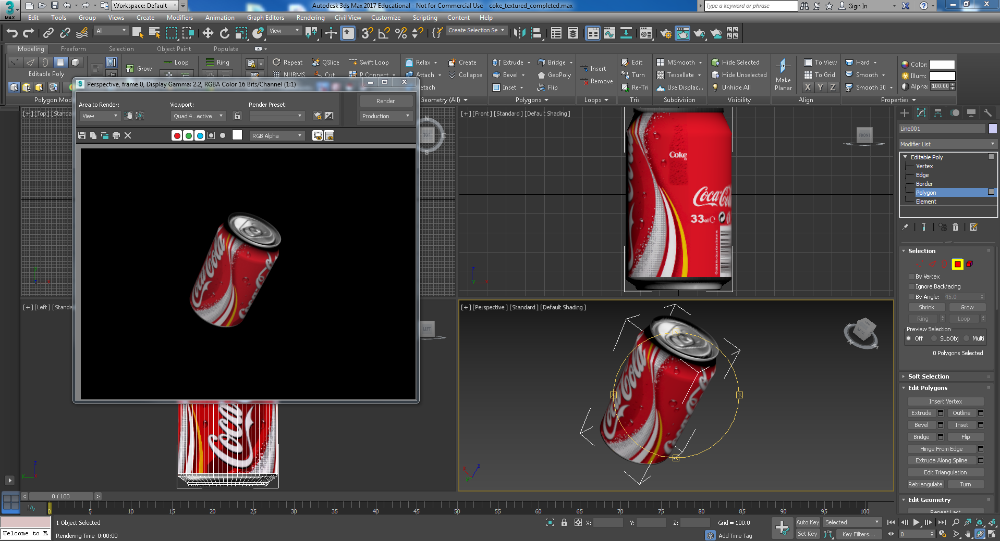 3 MAX
Workspace: Default
Autodesk 3ds Max 2017 Educational - Not for Commercial Use coke_textured_completed.max
Type a keyword or phrase
Sign In
Edit Tools Group Views Create Modifiers Animation Graph Editors Rendering Civil View Customize Scripting Content Help
All View Create Selection Se
Modeling Freeform Selection Object Paint Populate
Loop Ring Repeat QSlice Swift Loop Relax Create Extrude Bridge Edit MSmooth Hide Selected To View Hard Color:
Editable Poly Grow NURMS Cut P Connect Attach Collapse Bevel GeoPoly Insert Turn Tessellate Hide Unselected Make Planar To Grid Smooth Illum:
Inset Flip Remove Re-Tri Use Displac... Unhide All X Y Z Smooth 30 Alpha: 100.00
Polygon Mod Geometry (All) Polygons Loops Tris Subdivision Visibility Align Properties
3 Perspective, frame 0, Display Gamma: 2.2, RGBA Color 16 Bits/Channel (1:1)
Area to Render: Viewport: Render Preset: Render
View Quad 4...ective Production
RGB Alpha
Coca-Cola
[+] [Top] [Standa
N
TOP
S
[+] [Front] [Standard] [Default Shading]
FRONT
Coke
Coca-Co
33cl
z
y x
[+] [Left] [Standa
LEFT
Coca
z
y
[+] [Perspective] [Standard] [Default Shading]
BACK
Coca-Cola
z
x
y
Line001
Modifier List
Editable Poly
Vertex
Edge
Border
Polygon
Element
Selection
By Vertex
Ignore Backfacing
By Angle: 45.0
Shrink Grow
Ring Loop
Preview Selection
Off SubObj Multi
0 Polygons Selected
Soft Selection
Edit Polygons
Insert Vertex
Extrude Outline
Bevel Inset
Bridge Flip
Hinge From Edge
Extrude Along Spline
Edit Triangulation
Retriangulate Turn
Edit Geometry
Repeat Last
< 0 / 100 >
0 5 10 15 20 25 30 35 40 45 50 55 60 65 70 75 80 85 90 95 100
1 Object Selected X: Y: Z: Grid = 100.0 Auto Key Selected
Welcome to M
Rendering Time 0:00:00 Add Time Tag Set Key Key Filters... 0